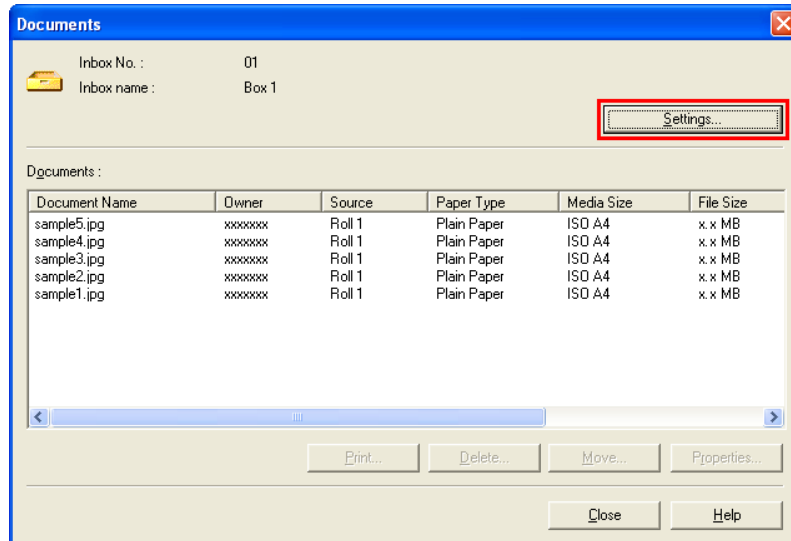 Documents
Inbox No. : 01
Inbox name : Box 1
Settings...
Documents :
Document Name Owner Source Paper Type Media Size File Size
sample5.jpg xxxxxxx Roll 1 Plain Paper ISO A4 x.x MB
sample4.jpg xxxxxxx Roll 1 Plain Paper ISO A4 x.x MB
sample3.jpg xxxxxxx Roll 1 Plain Paper ISO A4 x.x MB
sample2.jpg xxxxxxx Roll 1 Plain Paper ISO A4 x.x MB
sample1.jpg xxxxxxx Roll 1 Plain Paper ISO A4 x.x MB
Print... Delete... Move... Properties...
Close Help